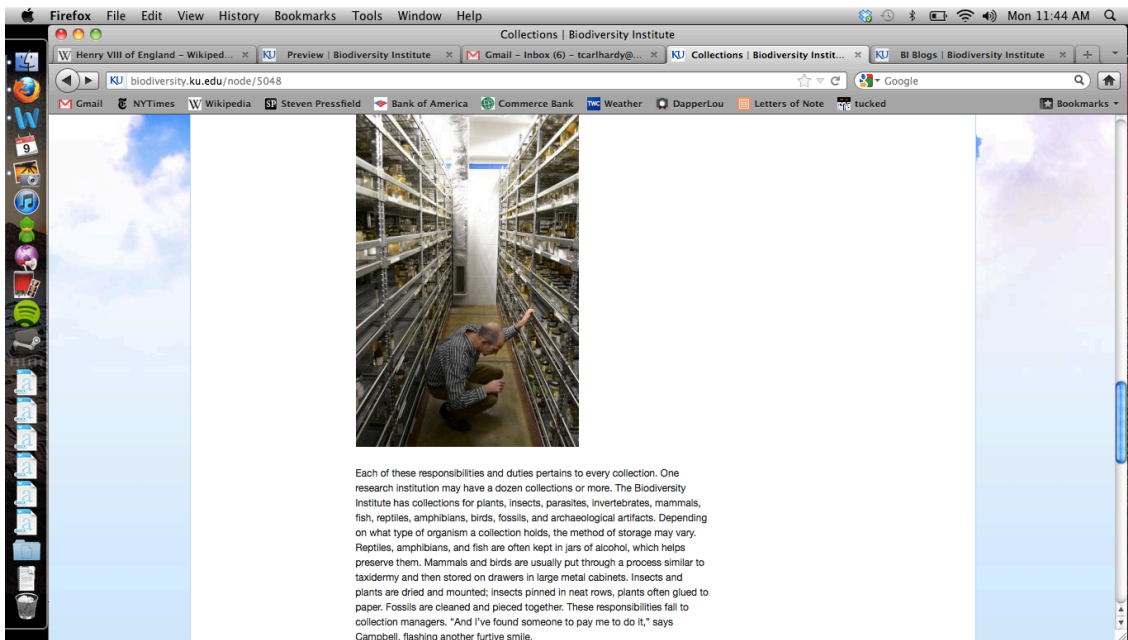 Firefox File Edit View History Bookmarks Tools Window Help Mon 11:44 AM
Collections | Biodiversity Institute
W Henry VIII of England – Wikiped... KU Preview | Biodiversity Institute Gmail – Inbox (6) – tcarlhardy@... KU Collections | Biodiversity Instit... KU BI Blogs | Biodiversity Institute
KU biodiversity.ku.edu/node/5048 Google
Gmail NYTimes W Wikipedia SP Steven Pressfield Bank of America Commerce Bank TWC Weather DapperLou Letters of Note tucked Bookmarks
9
Each of these responsibilities and duties pertains to every collection. One
research institution may have a dozen collections or more. The Biodiversity
Institute has collections for plants, insects, parasites, invertebrates, mammals,
fish, reptiles, amphibians, birds, fossils, and archaeological artifacts. Depending
on what type of organism a collection holds, the method of storage may vary.
Reptiles, amphibians, and fish are often kept in jars of alcohol, which helps
preserve them. Mammals and birds are usually put through a process similar to
taxidermy and then stored on drawers in large metal cabinets. Insects and
plants are dried and mounted; insects pinned in neat rows, plants often glued to
paper. Fossils are cleaned and pieced together. These responsibilities fall to
collection managers. “And I've found someone to pay me to do it,” says
Campbell, flashing another furtive smile.